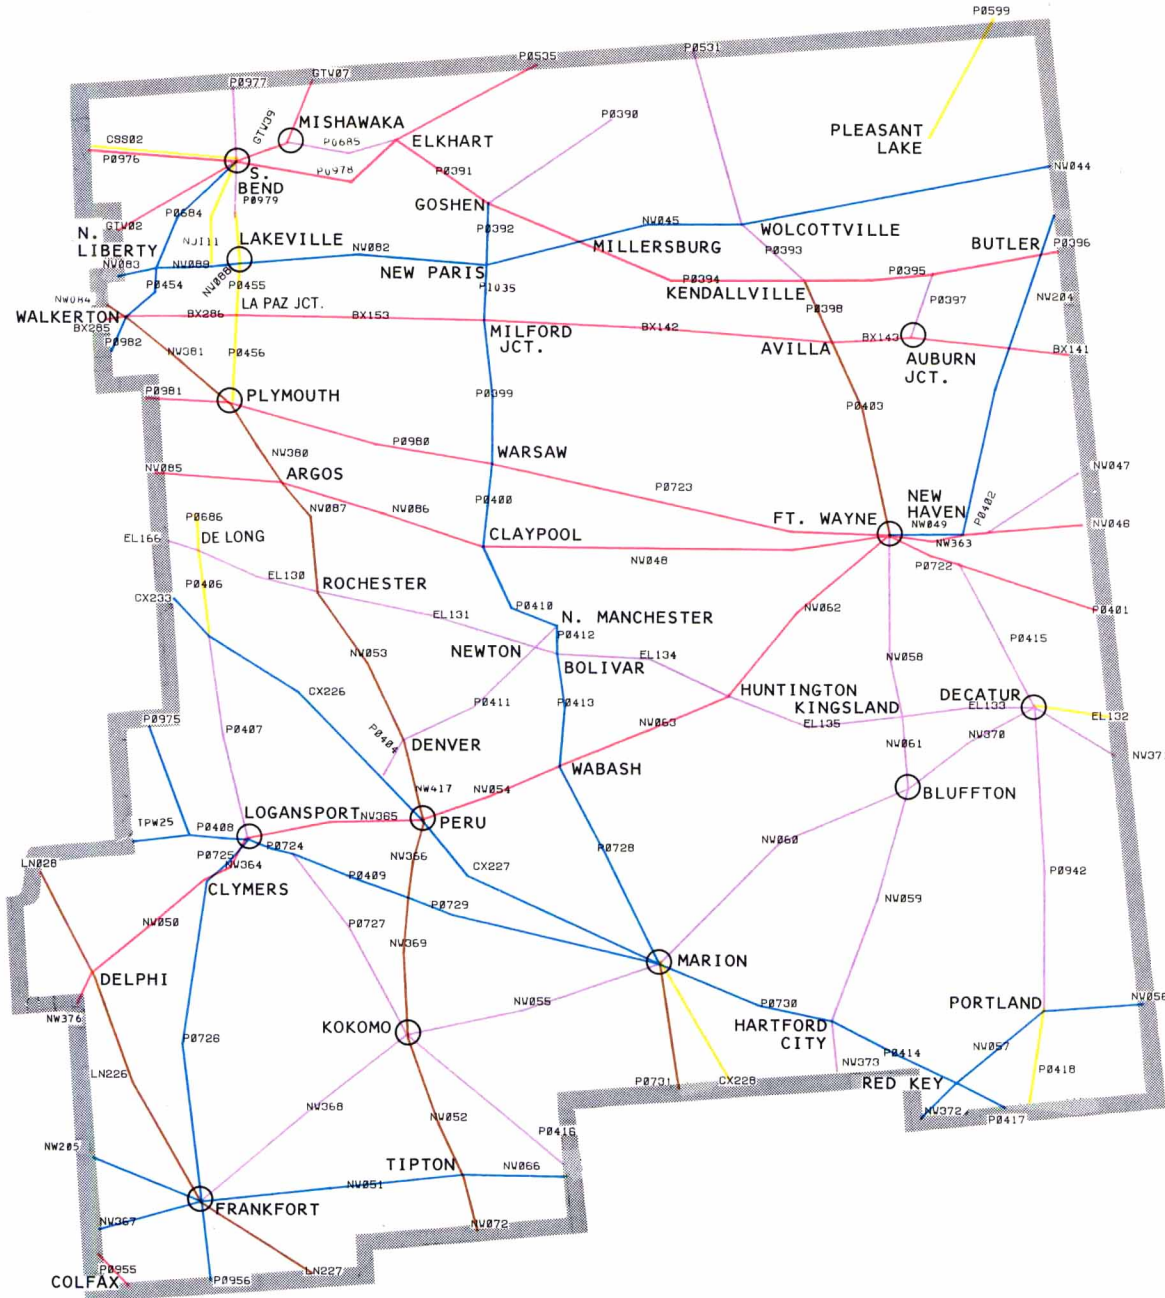 P0599
P0535
P0531
GTW07
P0977
P0390
GTW39
MISHAWAKA
PLEASANT
LAKE
CSS02
P0685
ELKHART
P0976
P0978
P0391
NW044
S.
BEND
P0979
GOSHEN
P0684
GTW02
P0392
NW045
WOLCOTTVILLE
N.
LIBERTY
NJI11
LAKEVILLE
NW082
MILLERSBURG
P0393
BUTLER
P0396
NW083
NW089
NW088
NEW PARIS
P0394
P0395
P0454
P0455
P1035
KENDALLVILLE
P0397
NW204
NW084
LA PAZ JCT.
P0398
WALKERTON
BX286
BX153
BX285
MILFORD
JCT.
BX142
BX143
P0982
AVILLA
AUBURN
JCT.
BX141
NW381
P0456
P0981
PLYMOUTH
P0399
P0403
P0980
NW380
WARSAW
NW085
ARGOS
NW047
P0723
NW087
NW086
P0400
NEW
HAVEN
P0402
P0686
FT. WAYNE
NW049
NW046
DE LONG
EL166
CLAYPOOL
NW363
NW048
P0722
EL130
ROCHESTER
P0406
CX233
P0410
NW062
P0401
EL131
N. MANCHESTER
P0412
P0415
NEWTON
BOLIVAR
EL134
NW058
NW053
CX226
HUNTINGTON
KINGSLAND
DECATUR
P0411
P0413
EL133
EL132
P0975
P0407
NW063
EL135
P0404
DENVER
NW061
NW370
NW371
WABASH
NW417
NW054
BLUFFTON
LOGANSPORT
NW365
PERU
TPW25
P0408
P0724
NW060
P0725
NW366
P0728
LN028
NW364
CX227
CLYMERS
P0409
P0942
NW059
P0729
NW050
P0727
NW369
MARION
DELPHI
NW055
P0730
PORTLAND
NW056
NW376
KOKOMO
HARTFORD
CITY
P0726
NW057
P0414
NW373
P0418
LN226
P0731
CX228
RED KEY
NW052
NW368
NW372
P0417
P0416
NW205
TIPTON
NW066
NW051
FRANKFORT
NW367
NW072
P0955
LN227
COLFAX
P0956